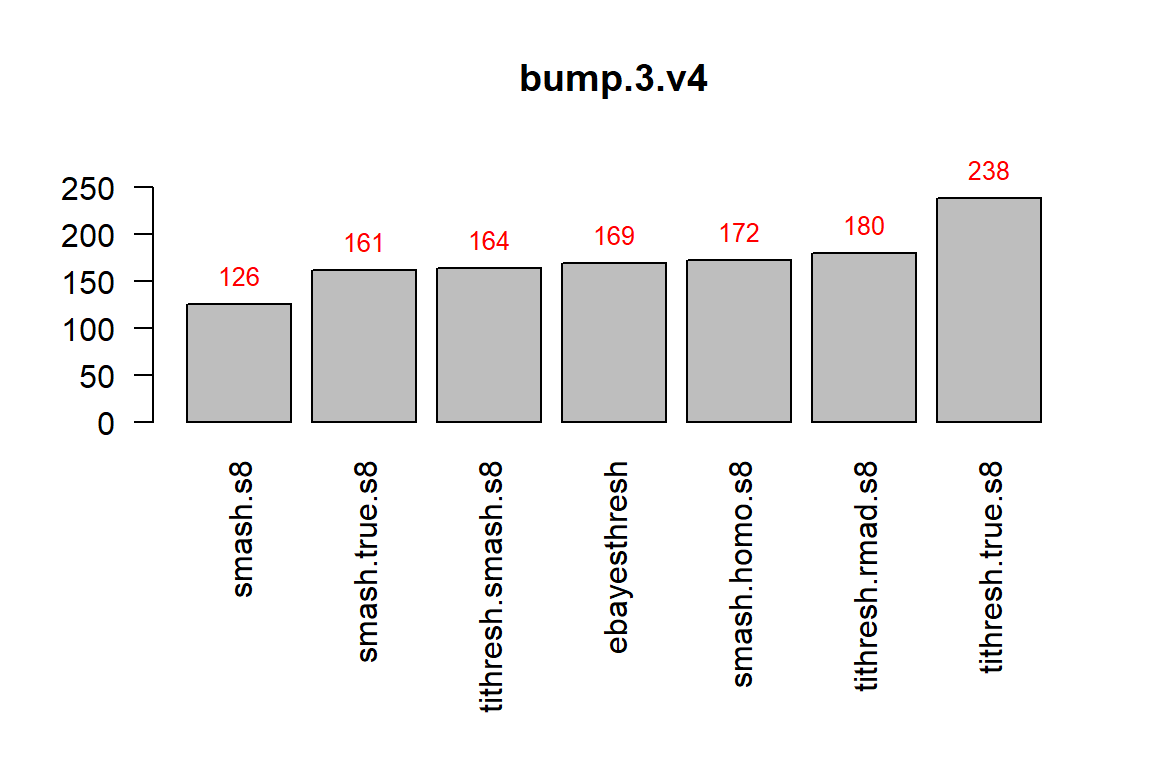 bump.3.v4
250
200
150
100
50
0
126
161
164
169
172
180
238
smash.s8
smash.true.s8
tithresh.smash.s8
ebayesthresh
smash.homo.s8
tithresh.rmad.s8
tithresh.true.s8